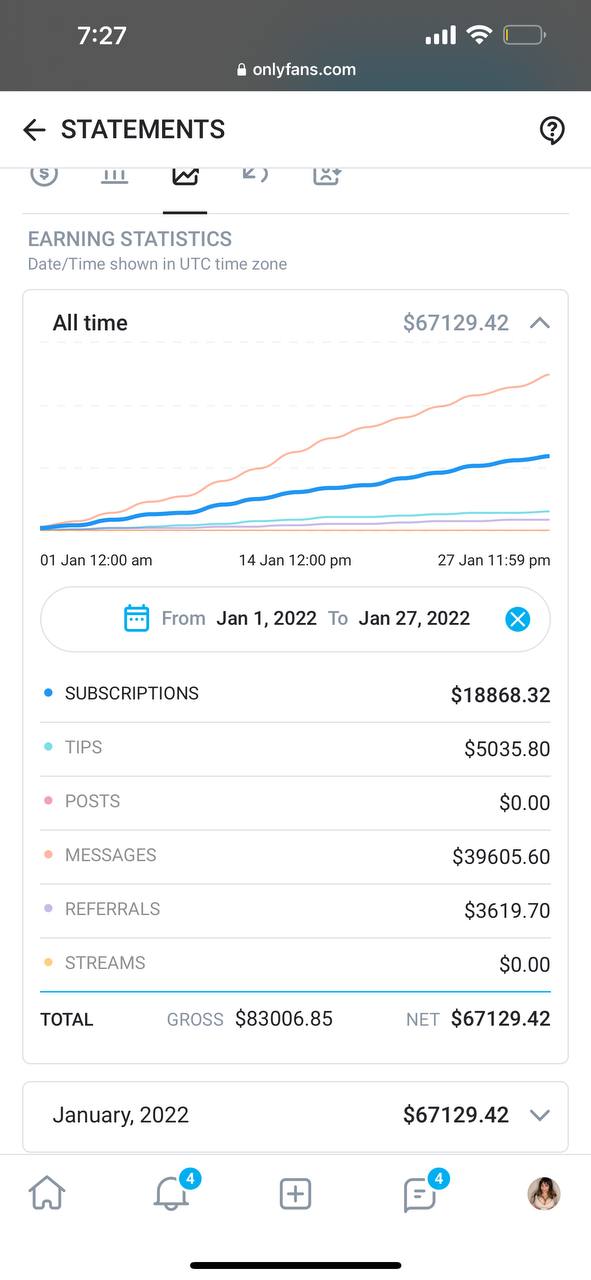 7:27
onlyfans.com
STATEMENTS
EARNING STATISTICS
Date/Time shown in UTC time zone
All time $67129.42
01 Jan 12:00 am 14 Jan 12:00 pm 27 Jan 11:59 pm
From Jan 1, 2022 To Jan 27, 2022
SUBSCRIPTIONS $18868.32
TIPS $5035.80
POSTS $0.00
MESSAGES $39605.60
REFERRALS $3619.70
STREAMS $0.00
TOTAL GROSS $83006.85 NET $67129.42
January, 2022 $67129.42
4 4